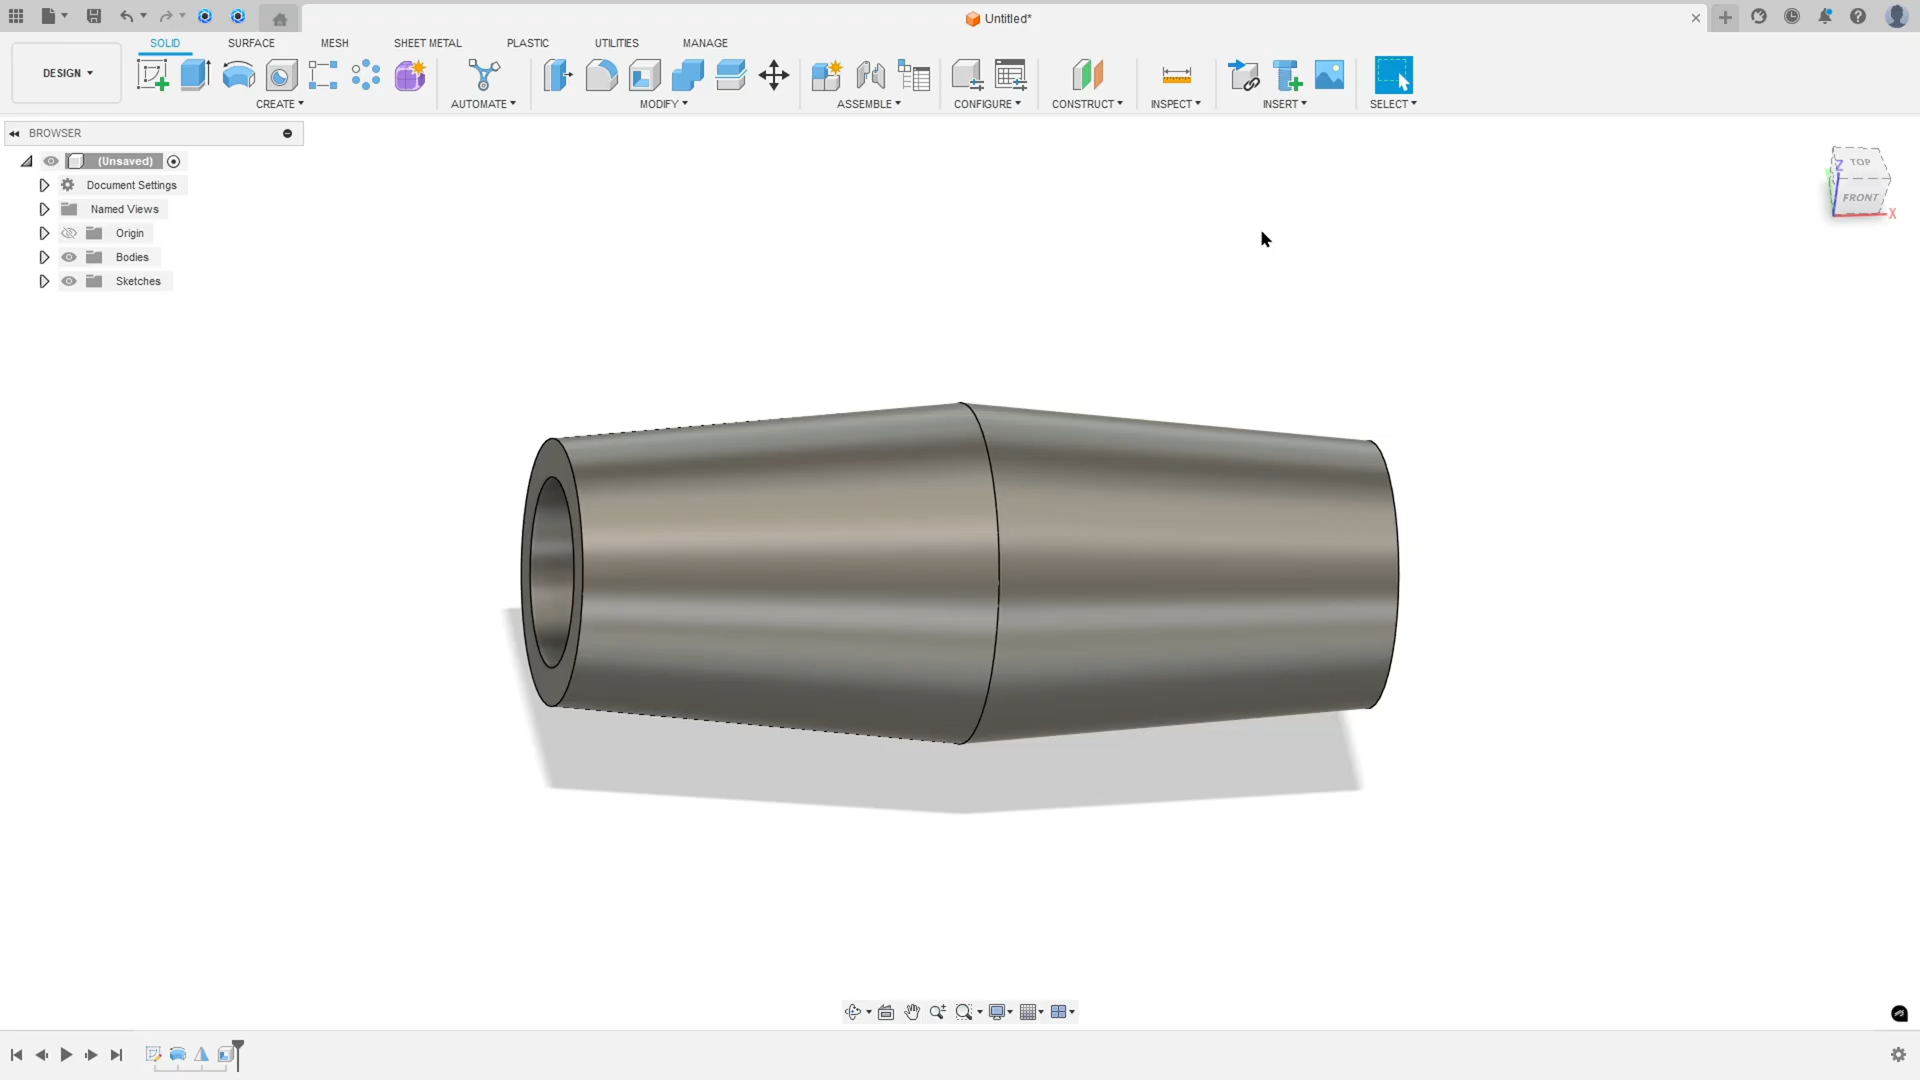 Untitled*
DESIGN
SOLID SURFACE MESH SHEET METAL PLASTIC UTILITIES MANAGE
CREATE AUTOMATE MODIFY ASSEMBLE CONFIGURE CONSTRUCT INSPECT INSERT SELECT
BROWSER
(Unsaved)
Document Settings
Named Views
Origin
Bodies
Sketches
TOP
Z
FRONT
X